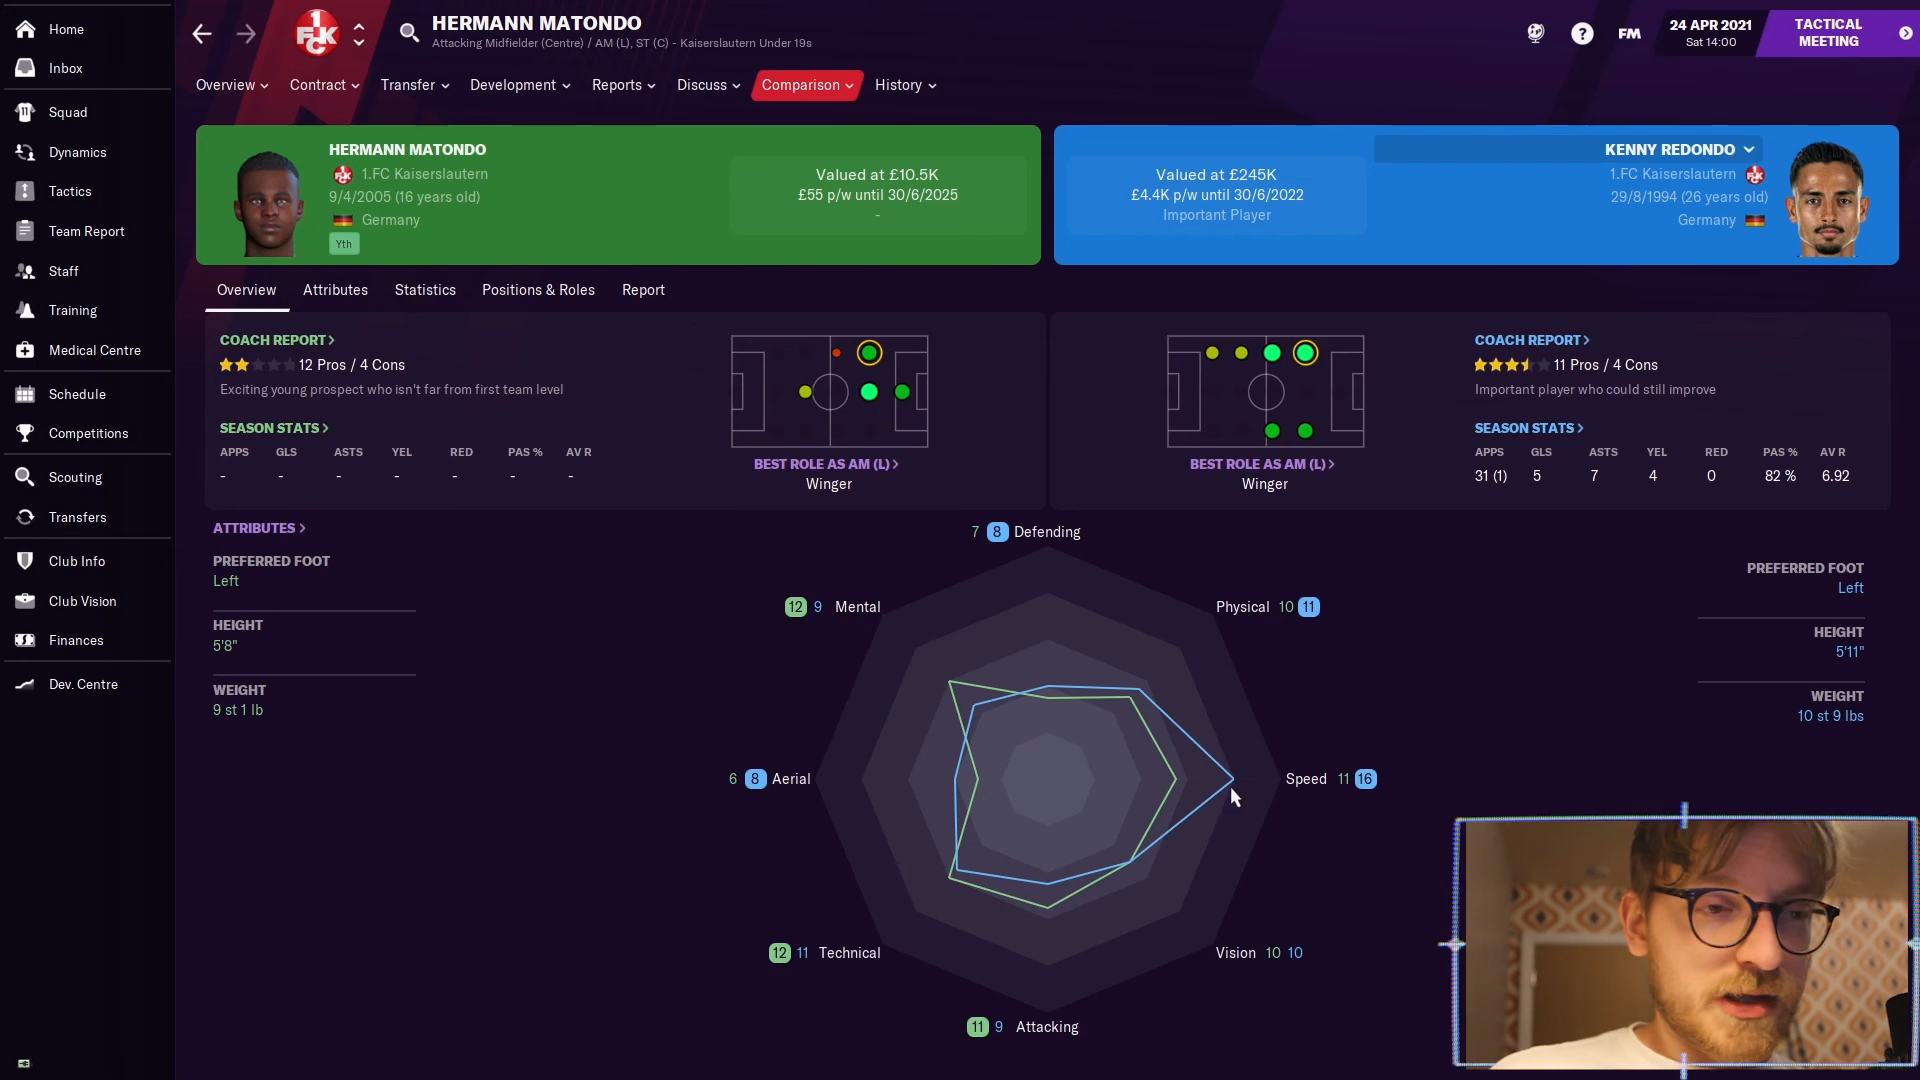 Home
Inbox
Squad
Dynamics
Tactics
Team Report
Staff
Training
Medical Centre
Schedule
Competitions
Scouting
Transfers
Club Info
Club Vision
Finances
Dev. Centre
1
FCK
HERMANN MATONDO
Attacking Midfielder (Centre) / AM (L), ST (C) - Kaiserslautern Under 19s
?
FM
24 APR 2021
Sat 14:00
TACTICAL
MEETING
Overview
Contract
Transfer
Development
Reports
Discuss
Comparison
History
HERMANN MATONDO
1.FC Kaiserslautern
9/4/2005 (16 years old)
Germany
Yth
Valued at £10.5K
£55 p/w until 30/6/2025
-
Valued at £245K
£4.4K p/w until 30/6/2022
Important Player
KENNY REDONDO
1.FC Kaiserslautern
29/8/1994 (26 years old)
Germany
Overview Attributes Statistics Positions & Roles Report
COACH REPORT >
12 Pros / 4 Cons
Exciting young prospect who isn't far from first team level
SEASON STATS >
APPS GLS ASTS YEL RED PAS % AV R
- - - - - - -
BEST ROLE AS AM (L) >
Winger
BEST ROLE AS AM (L) >
Winger
COACH REPORT >
11 Pros / 4 Cons
Important player who could still improve
SEASON STATS >
APPS GLS ASTS YEL RED PAS % AV R
31 (1) 5 7 4 0 82 % 6.92
ATTRIBUTES >
PREFERRED FOOT
Left
HEIGHT
5'8"
WEIGHT
9 st 1 lb
7 8 Defending
12 9 Mental
Physical 10 11
6 8 Aerial
Speed 11 16
12 11 Technical
Vision 10 10
11 9 Attacking
PREFERRED FOOT
Left
HEIGHT
5'11"
WEIGHT
10 st 9 lbs